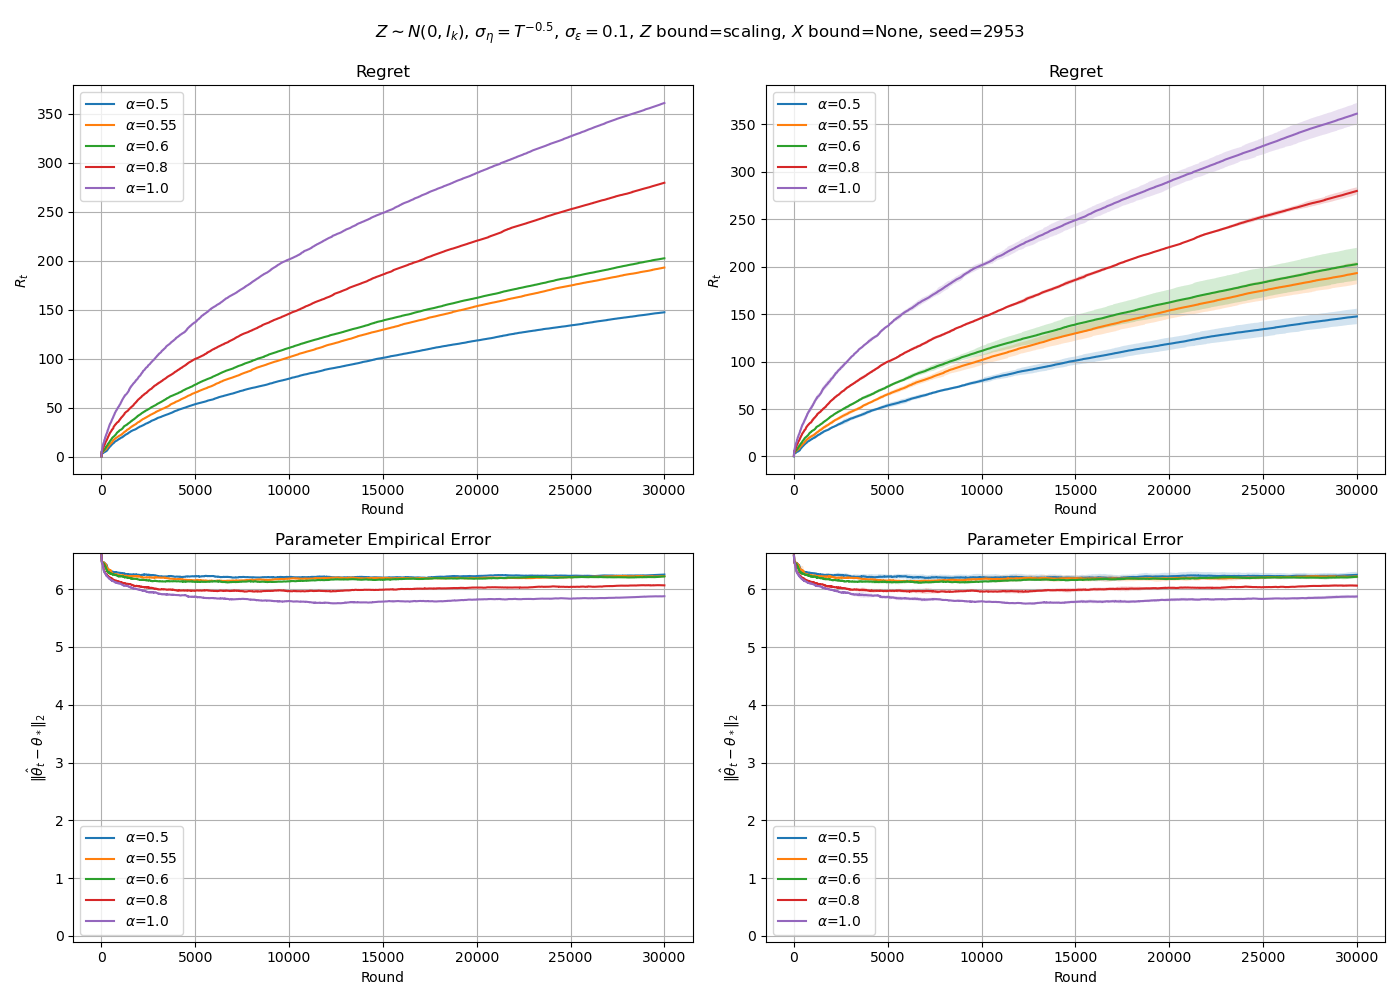 Z ~ N(0, I_k), σ_η = T^−0.5, σ_ε = 0.1, Z bound=scaling, X bound=None, seed=2953
Regret
R_t
350
300
250
200
150
100
50
0
α=0.5
α=0.55
α=0.6
α=0.8
α=1.0
0 5000 10000 15000 20000 25000 30000
Round
Regret
R_t
350
300
250
200
150
100
50
0
α=0.5
α=0.55
α=0.6
α=0.8
α=1.0
0 5000 10000 15000 20000 25000 30000
Round
Parameter Empirical Error
‖θ̂_t − θ_*‖_2
6
5
4
3
2
1
0
α=0.5
α=0.55
α=0.6
α=0.8
α=1.0
0 5000 10000 15000 20000 25000 30000
Round
Parameter Empirical Error
‖θ̂_t − θ_*‖_2
6
5
4
3
2
1
0
α=0.5
α=0.55
α=0.6
α=0.8
α=1.0
0 5000 10000 15000 20000 25000 30000
Round